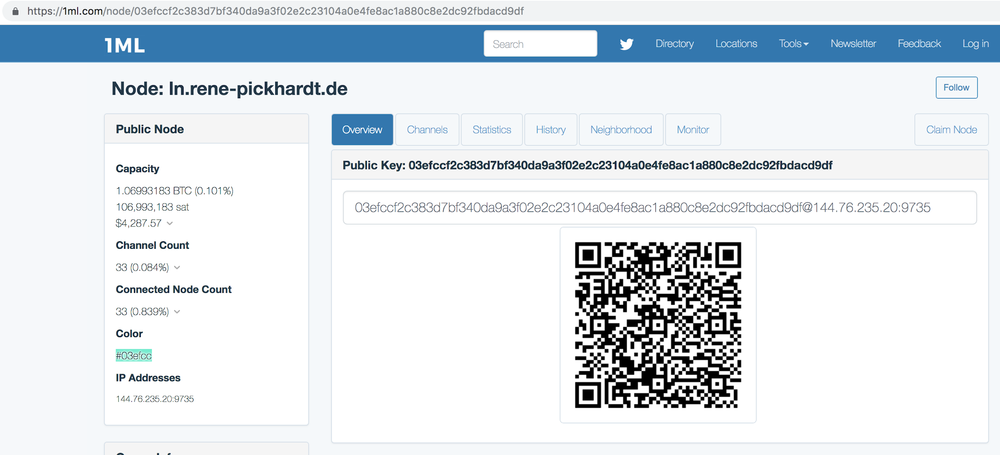 https://1ml.com/node/03efccf2c383d7bf340da9a3f02e2c23104a0e4fe8ac1a880c8e2dc92fbdacd9df
1ML
Search
Directory
Locations
Tools
Newsletter
Feedback
Log in
Node: ln.rene-pickhardt.de
Follow
Public Node
Capacity
1.06993183 BTC (0.101%)
106,993,183 sat
$4,287.57
Channel Count
33 (0.084%)
Connected Node Count
33 (0.839%)
Color
#03efcc
IP Addresses
144.76.235.20:9735
Overview
Channels
Statistics
History
Neighborhood
Monitor
Claim Node
Public Key: 03efccf2c383d7bf340da9a3f02e2c23104a0e4fe8ac1a880c8e2dc92fbdacd9df
03efccf2c383d7bf340da9a3f02e2c23104a0e4fe8ac1a880c8e2dc92fbdacd9df@144.76.235.20:9735